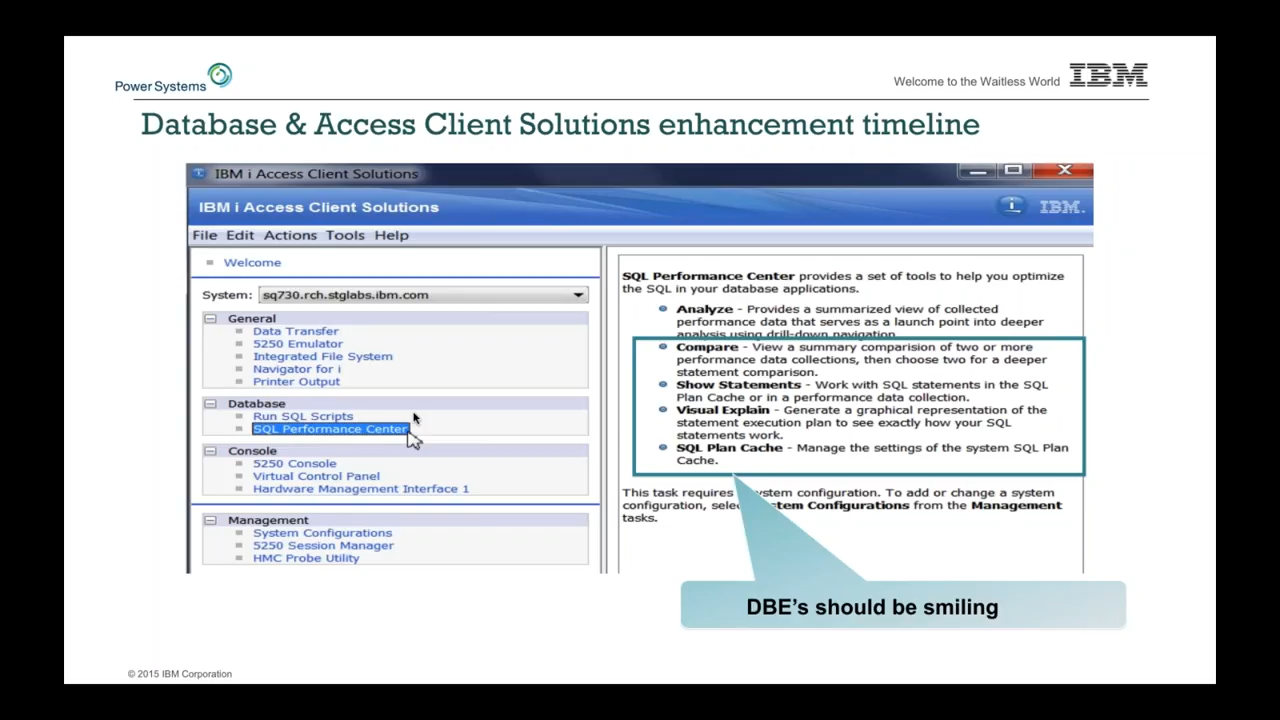 Power Systems
Welcome to the Waitless World
IBM
Database & Access Client Solutions enhancement timeline
IBM i Access Client Solutions
IBM i Access Client Solutions
IBM.
File Edit Actions Tools Help
Welcome
System: sq730.rch.stglabs.ibm.com
General
Data Transfer
5250 Emulator
Integrated File System
Navigator for i
Printer Output
Database
Run SQL Scripts
SQL Performance Center
Console
5250 Console
Virtual Control Panel
Hardware Management Interface 1
Management
System Configurations
5250 Session Manager
HMC Probe Utility
SQL Performance Center provides a set of tools to help you optimize
the SQL in your database applications.
Analyze - Provides a summarized view of collected
performance data that serves as a launch point into deeper
analysis using drill-down navigation.
Compare - View a summary comparision of two or more
performance data collections, then choose two for a deeper
statement comparison.
Show Statements - Work with SQL statements in the SQL
Plan Cache or in a performance data collection.
Visual Explain - Generate a graphical representation of the
statement execution plan to see exactly how your SQL
statements work.
SQL Plan Cache - Manage the settings of the system SQL Plan
Cache.
This task requires system configuration. To add or change a system
configuration, select System Configurations from the Management
tasks.
DBE's should be smiling
© 2015 IBM Corporation